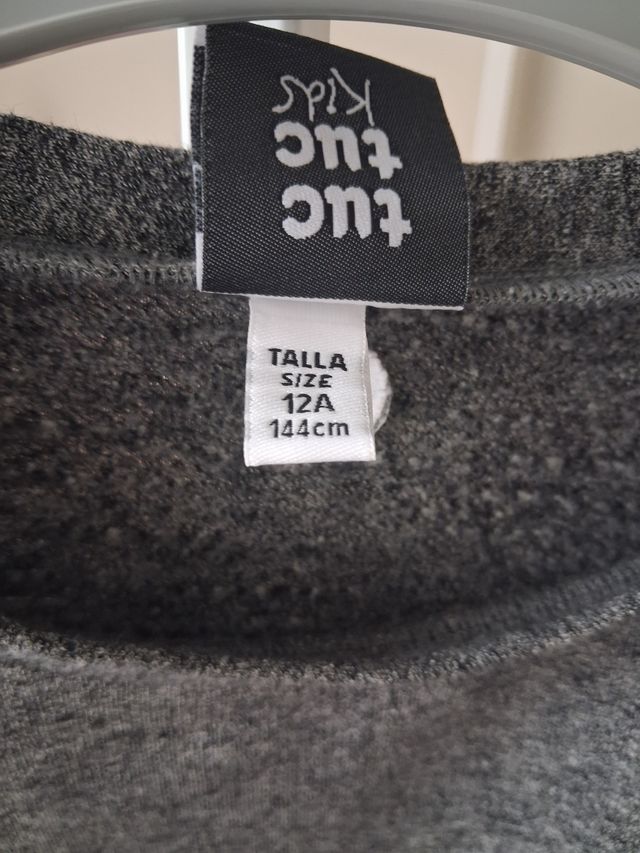 tuc
tuc
Kids
TALLA
SIZE
12A
144cm